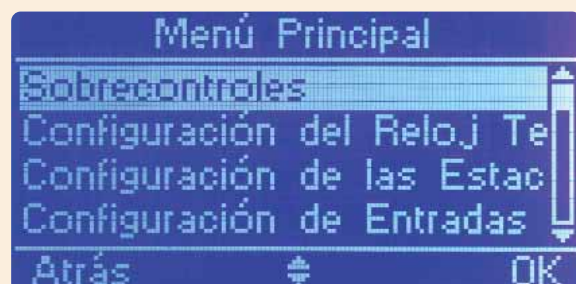 Menú Principal
Sobrecontroles
Configuración del Reloj Te
Configuración de las Estac
Configuración de Entradas
Atrás OK